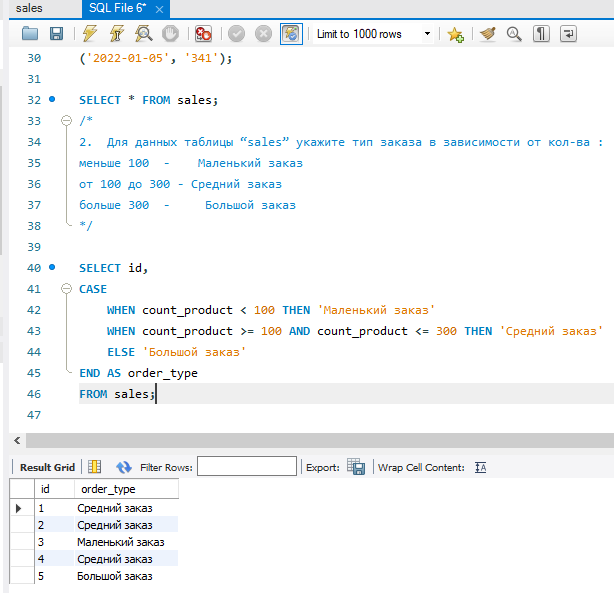 sales
SQL File 6*
Limit to 1000 rows
30 ('2022-01-05', '341');
31
32 SELECT * FROM sales;
33 /*
34 2.  Для данных таблицы “sales” укажите тип заказа в зависимости от кол-ва :
35 меньше 100  -    Маленький заказ
36 от 100 до 300 - Средний заказ
37 больше 300  -     Большой заказ
38 */
39
40 SELECT id,
41 CASE
42     WHEN count_product < 100 THEN 'Маленький заказ'
43     WHEN count_product >= 100 AND count_product <= 300 THEN 'Средний заказ'
44     ELSE 'Большой заказ'
45 END AS order_type
46 FROM sales;
47
Result Grid Filter Rows: Export: Wrap Cell Content:
id order_type
1 Средний заказ
2 Средний заказ
3 Маленький заказ
4 Средний заказ
5 Большой заказ